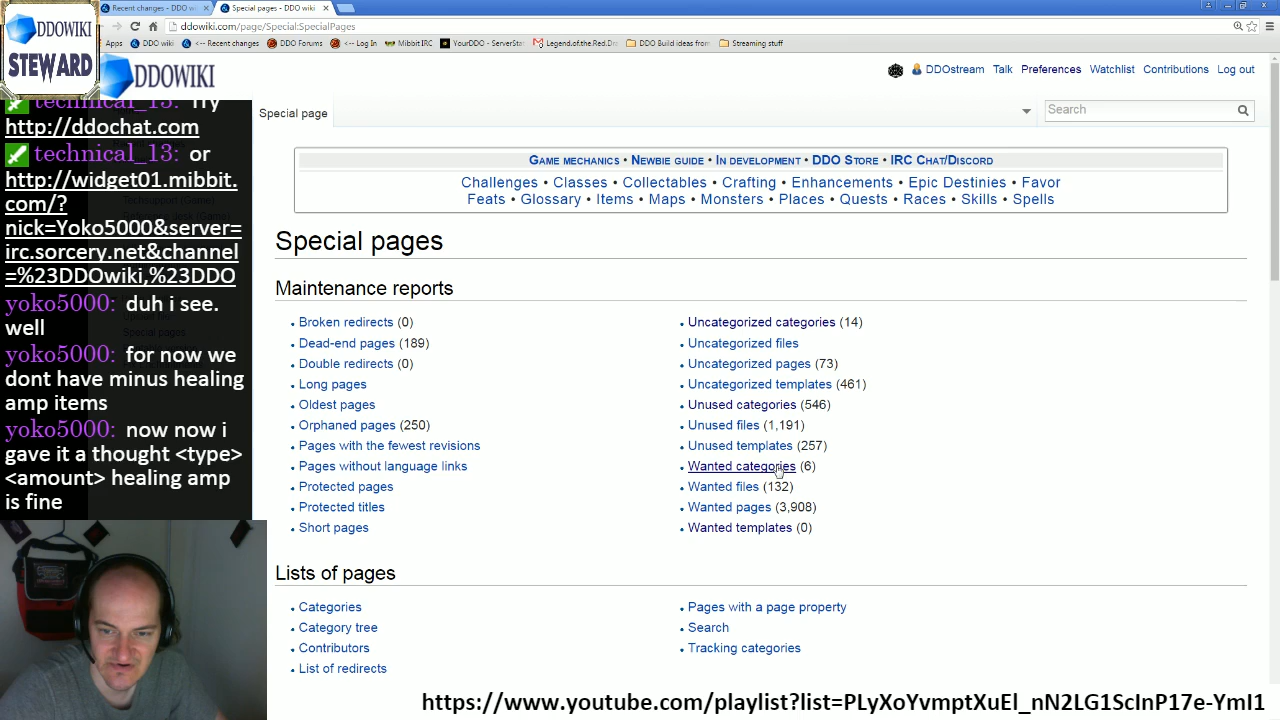 Recent changes - DDO wiki
Special pages - DDO wiki
ddowiki.com/page/Special:SpecialPages
Apps
DDO wiki
<-- Recent changes
DDO Forums
<-- Log In
Mibbit IRC
YourDDO - ServerSta
Legend.of.the.Red.Dr
DDO Build ideas from
Streaming stuff
DDOWIKI
STEWARD
DDOWIKI
DDOstream Talk Preferences Watchlist Contributions Log out
Special page
Search
technical_13: Try
http://ddochat.com
technical_13: or
http://widget01.mibbit.
com/?
nick=Yoko5000&server=
irc.sorcery.net&channel
=%23DDOwiki,%23DDO
yoko5000: duh i see.
well
yoko5000: for now we
dont have minus healing
amp items
yoko5000: now now i
gave it a thought <type>
<amount> healing amp
is fine
Game mechanics • Newbie guide • In development • DDO Store • IRC Chat/Discord
Challenges • Classes • Collectables • Crafting • Enhancements • Epic Destinies • Favor
Feats • Glossary • Items • Maps • Monsters • Places • Quests • Races • Skills • Spells
Special pages
Maintenance reports
Broken redirects (0)
Dead-end pages (189)
Double redirects (0)
Long pages
Oldest pages
Orphaned pages (250)
Pages with the fewest revisions
Pages without language links
Protected pages
Protected titles
Short pages
Uncategorized categories (14)
Uncategorized files
Uncategorized pages (73)
Uncategorized templates (461)
Unused categories (546)
Unused files (1,191)
Unused templates (257)
Wanted categories (6)
Wanted files (132)
Wanted pages (3,908)
Wanted templates (0)
Lists of pages
Categories
Category tree
Contributors
List of redirects
Pages with a page property
Search
Tracking categories
https://www.youtube.com/playlist?list=PLyXoYvmptXuEl_nN2LG1ScInP17e-YmI1